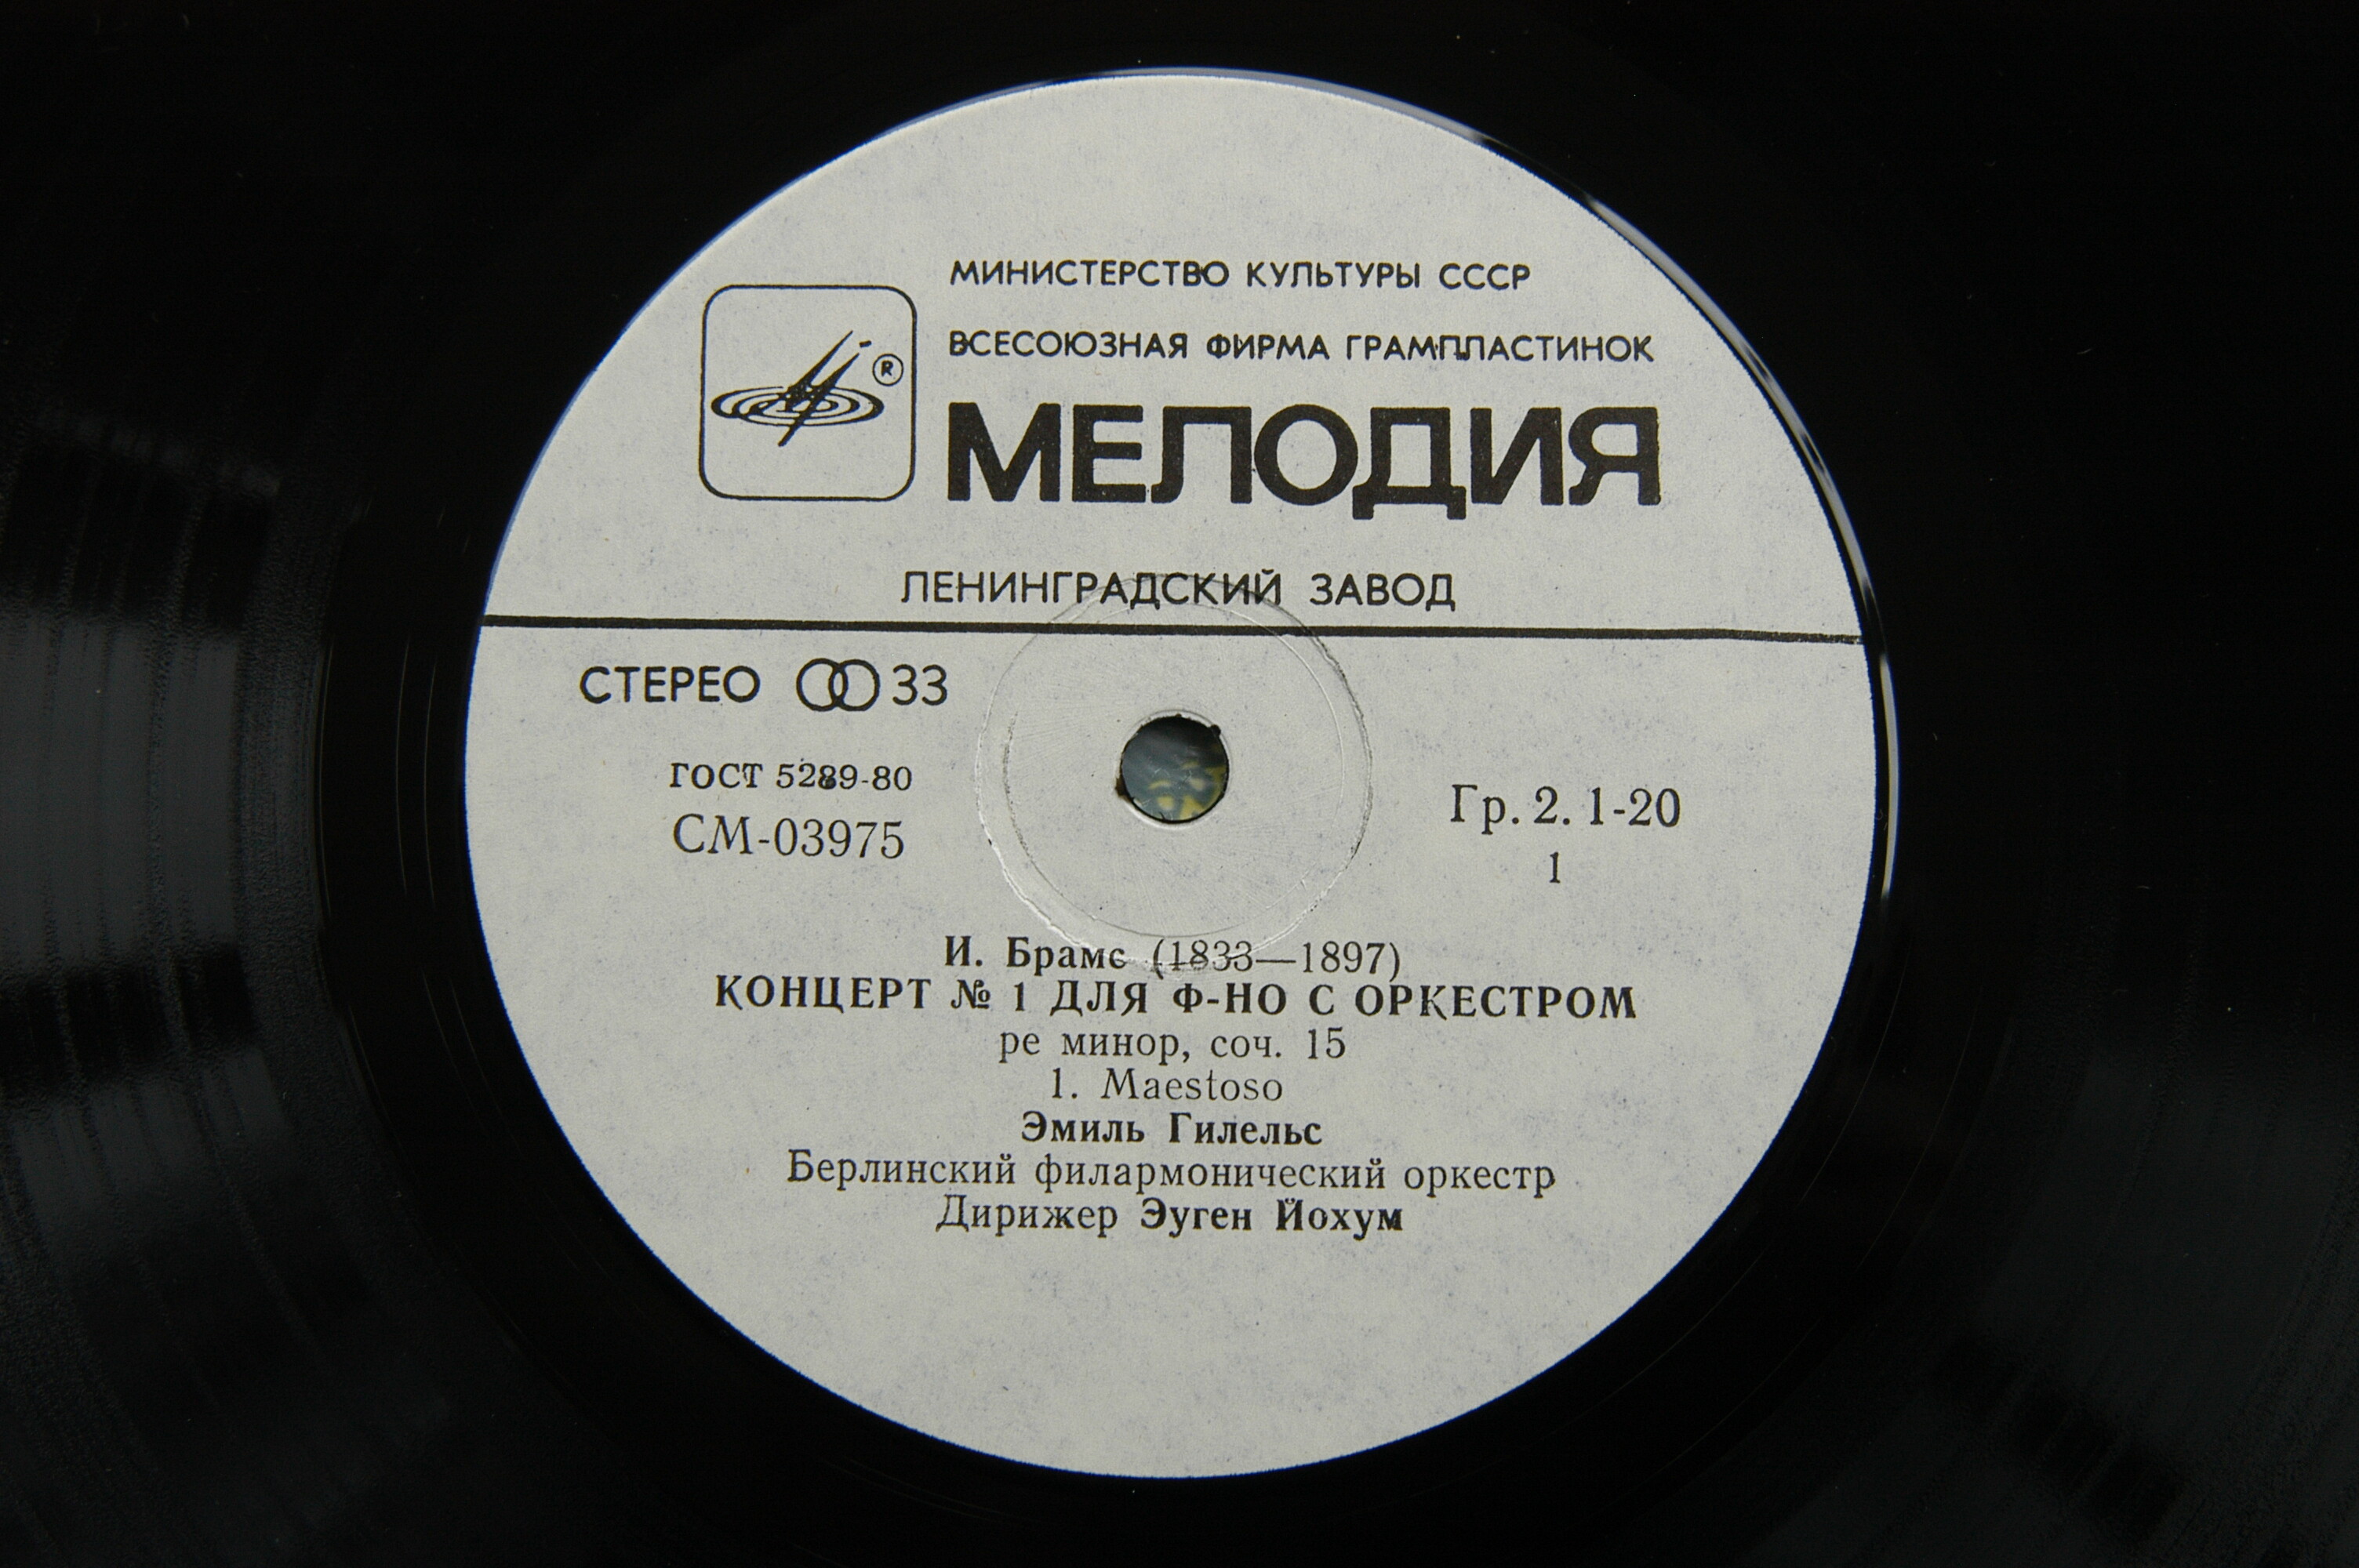 МИНИСТЕРСТВО КУЛЬТУРЫ СССР
ВСЕСОЮЗНАЯ ФИРМА ГРАМПЛАСТИНОК
®
МЕЛОДИЯ
ЛЕНИНГРАДСКИЙ ЗАВОД
СТЕРЕО 33
ГОСТ 5289-80
СМ-03975
Гр. 2. 1-20
1
И. Брамс (1833—1897)
КОНЦЕРТ № 1 ДЛЯ Ф-НО С ОРКЕСТРОМ
ре минор, соч. 15
1. Maestoso
Эмиль Гилельс
Берлинский филармонический оркестр
Дирижер Эуген Йохум